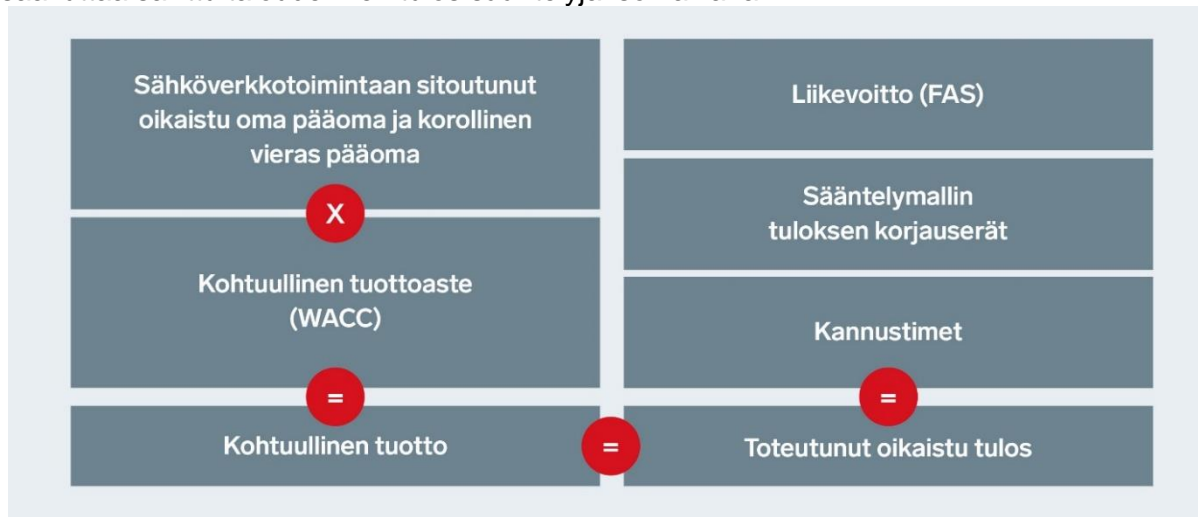 Sähköverkkotoimintaan sitoutunut
oikaistu oma pääoma ja korollinen
vieras pääoma
X
Kohtuullinen tuottoaste
(WACC)
=
Kohtuullinen tuotto
=
Liikevoitto (FAS)
Sääntelymallin
tuloksen korjauserät
Kannustimet
=
Toteutunut oikaistu tulos